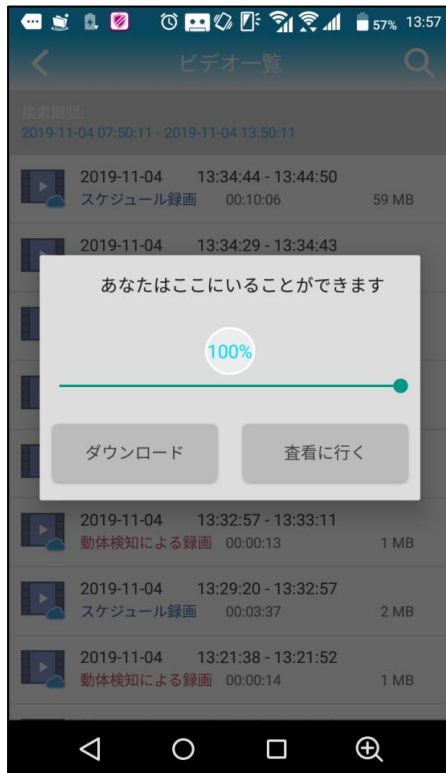 57% 13:57
ビデオ一覧
検索期間:
2019-11-04 07:50:11 - 2019-11-04 13:50:11
2019-11-04 13:34:44 - 13:44:50
スケジュール録画 00:10:06 59 MB
2019-11-04 13:34:29 - 13:34:43
あなたはここにいることができます
100%
ダウンロード 査看に行く
2019-11-04 13:32:57 - 13:33:11
動体検知による録画 00:00:13 1 MB
2019-11-04 13:29:20 - 13:32:57
スケジュール録画 00:03:37 2 MB
2019-11-04 13:21:38 - 13:21:52
動体検知による録画 00:00:14 1 MB